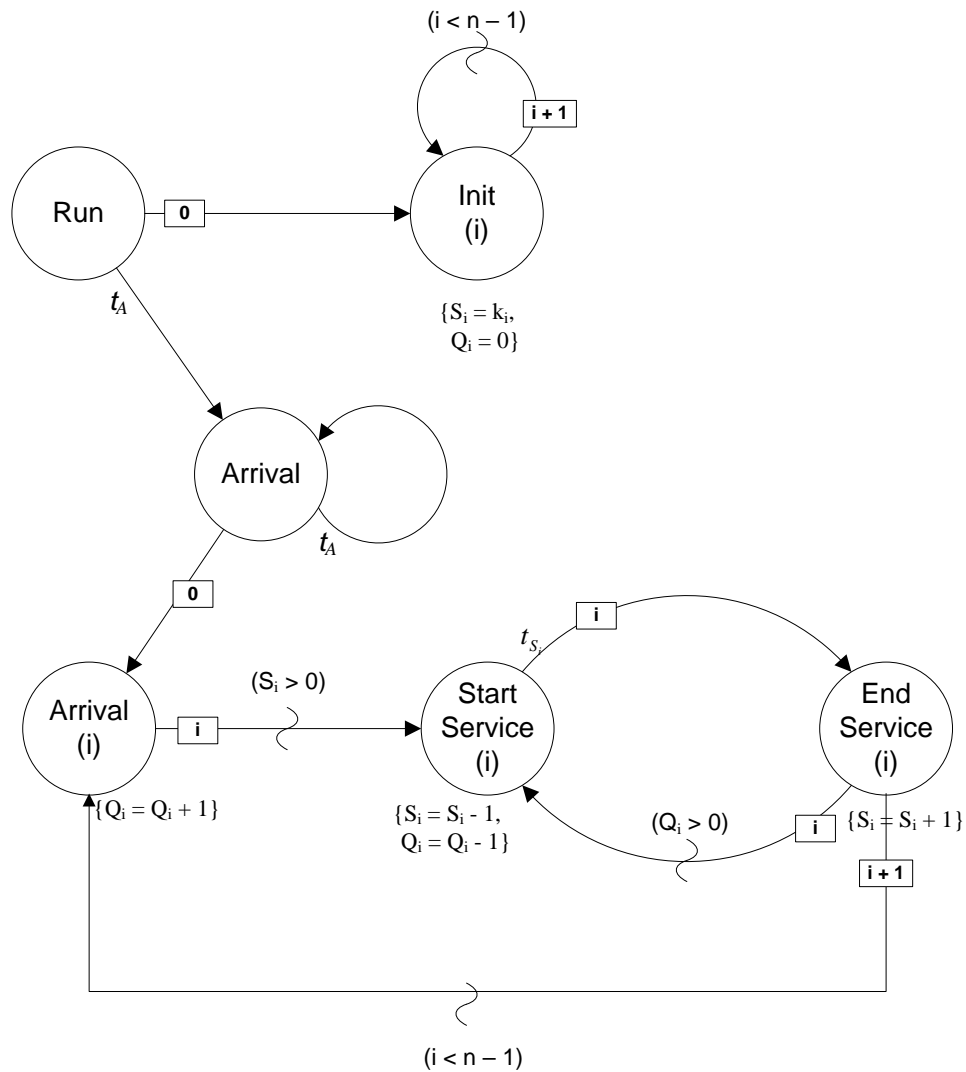 (i < n – 1)
i + 1
Run
0
Init
(i)
t_A
{S_i = k_i,
Q_i = 0}
Arrival
t_A
0
i
t_{S_i}
(S_i > 0)
Arrival
(i)
i
Start
Service
(i)
End
Service
(i)
{Q_i = Q_i + 1}
{S_i = S_i - 1,
Q_i = Q_i - 1}
(Q_i > 0)
i
{S_i = S_i + 1}
i + 1
(i < n – 1)